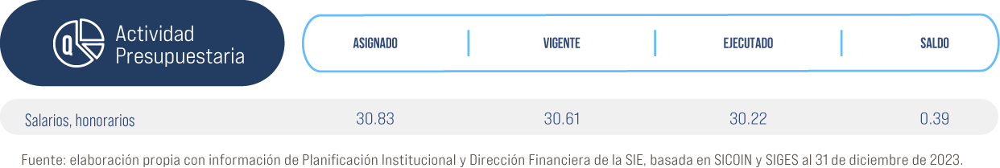 Q
Actividad
Presupuestaria
ASIGNADO VIGENTE EJECUTADO SALDO
Salarios, honorarios 30.83 30.61 30.22 0.39
Fuente: elaboración propia con información de Planificación Institucional y Dirección Financiera de la SIE, basada en SICOIN y SIGES al 31 de diciembre de 2023.